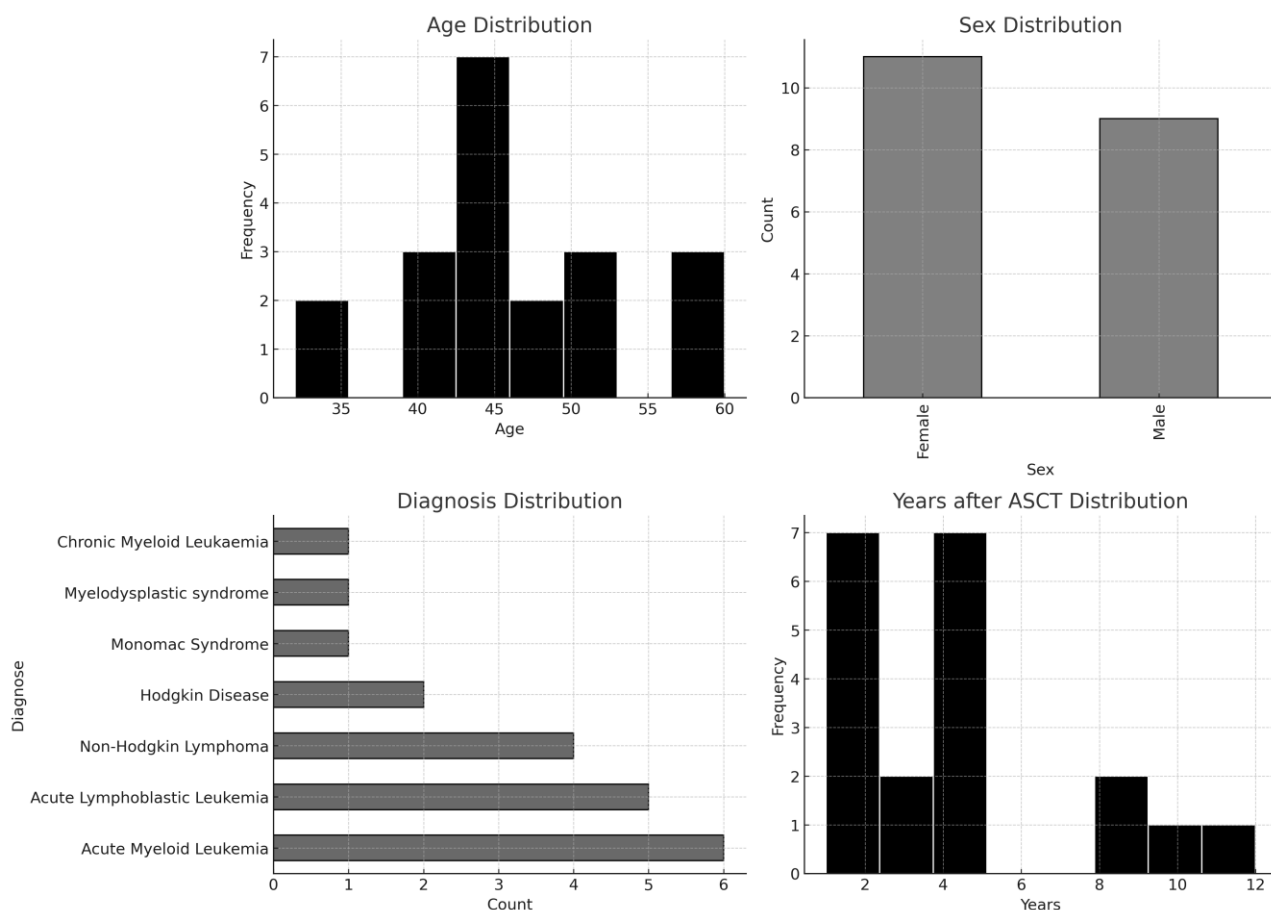 Age Distribution
7
6
5
4
3
2
1
0
Frequency
35 40 45 50 55 60
Age
Sex Distribution
10
8
6
4
2
0
Count
Female
Male
Sex
Diagnosis Distribution
Diagnose
Chronic Myeloid Leukaemia
Myelodysplastic syndrome
Monomac Syndrome
Hodgkin Disease
Non-Hodgkin Lymphoma
Acute Lymphoblastic Leukemia
Acute Myeloid Leukemia
0 1 2 3 4 5 6
Count
Years after ASCT Distribution
7
6
5
4
3
2
1
0
Frequency
2 4 6 8 10 12
Years